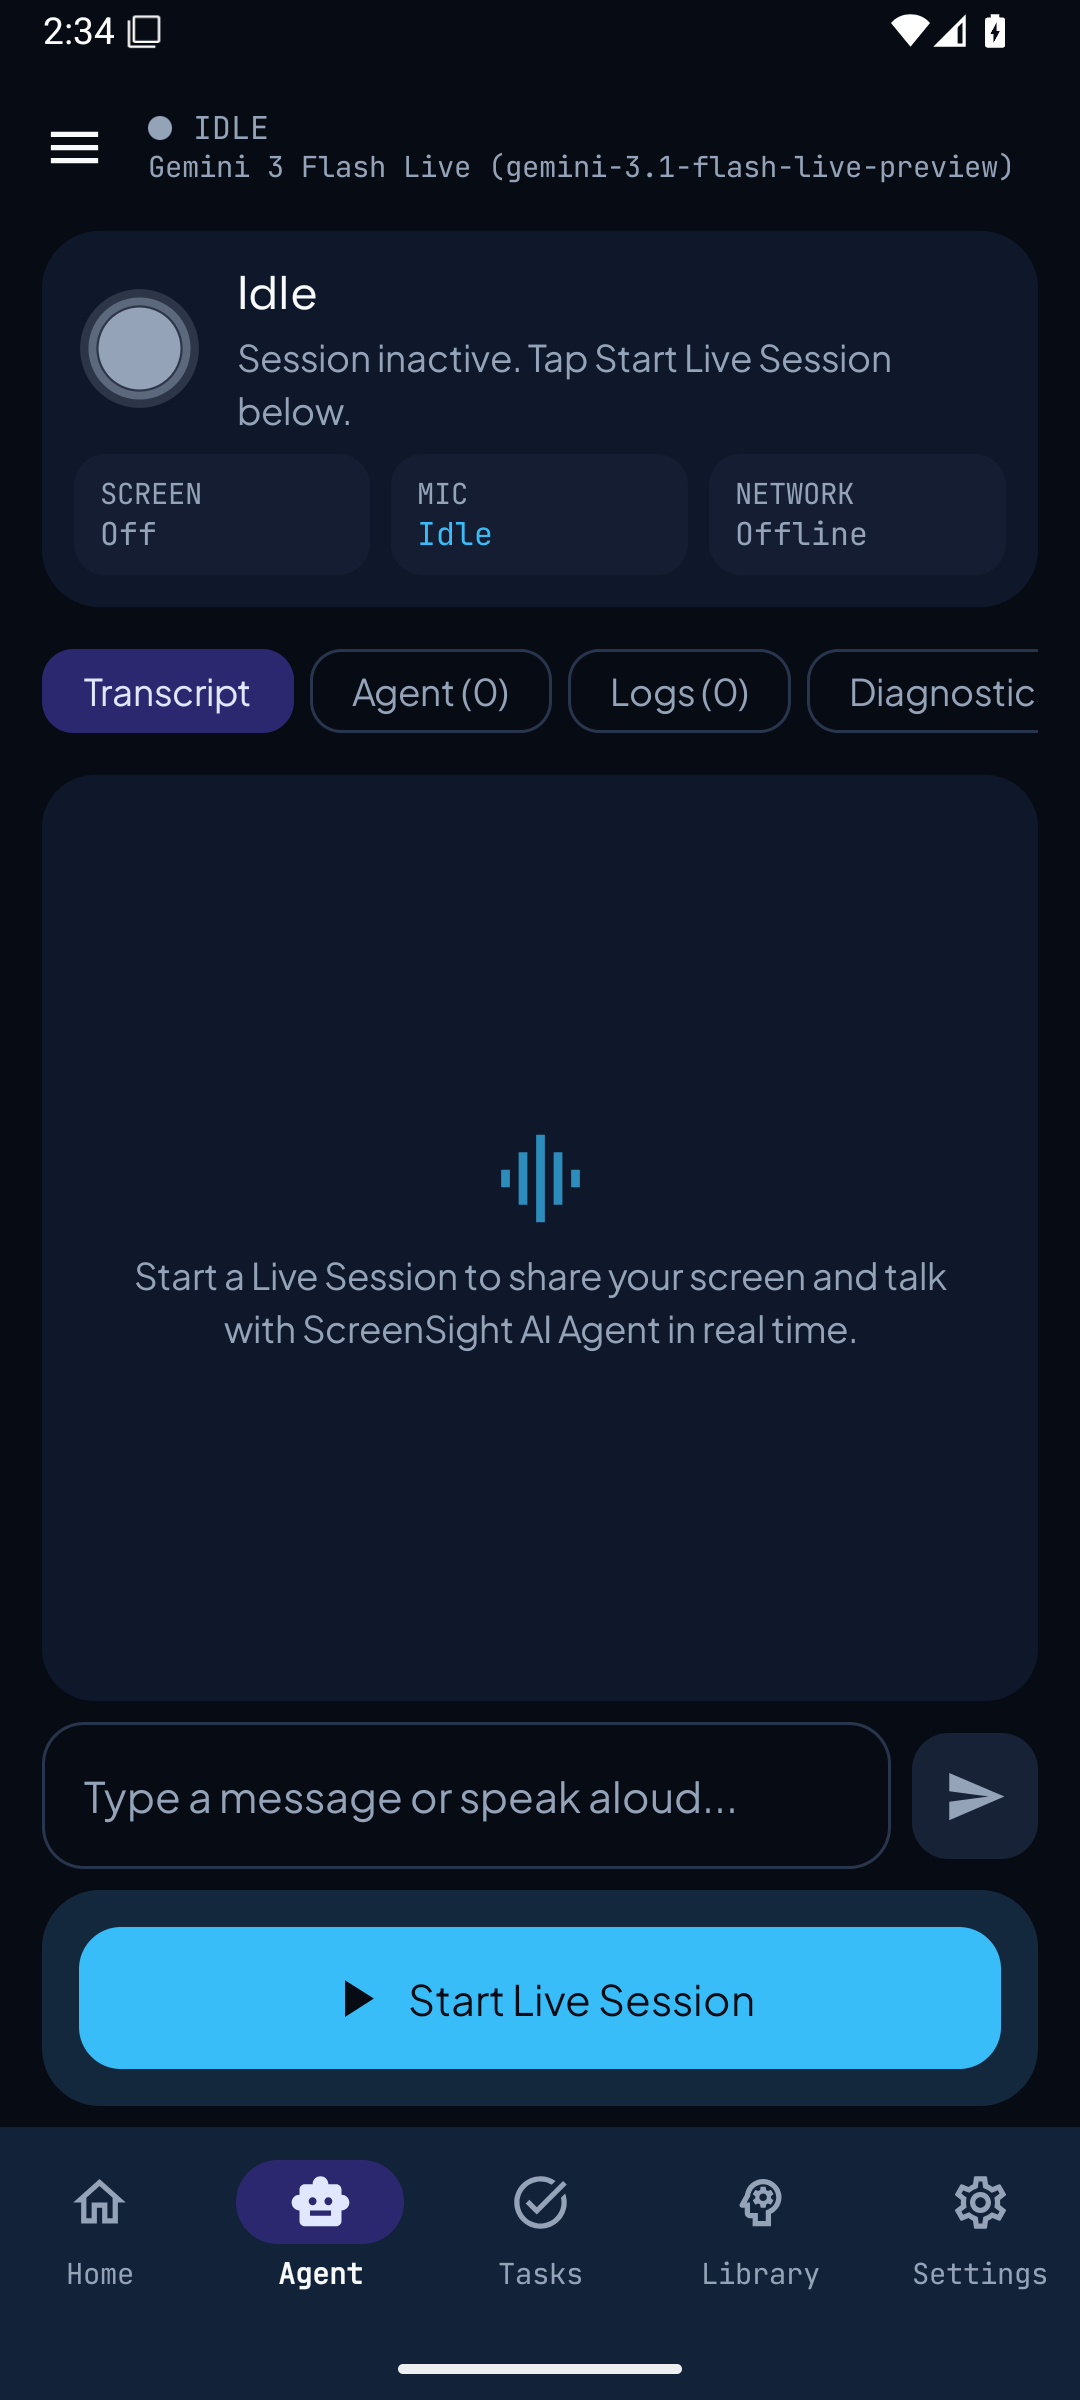 2:34
IDLE
Gemini 3 Flash Live (gemini-3.1-flash-live-preview)
Idle
Session inactive. Tap Start Live Session
below.
SCREEN
Off
MIC
Idle
NETWORK
Offline
Transcript
Agent (0)
Logs (0)
Diagnostic
Start a Live Session to share your screen and talk
with ScreenSight AI Agent in real time.
Type a message or speak aloud...
Start Live Session
Home
Agent
Tasks
Library
Settings